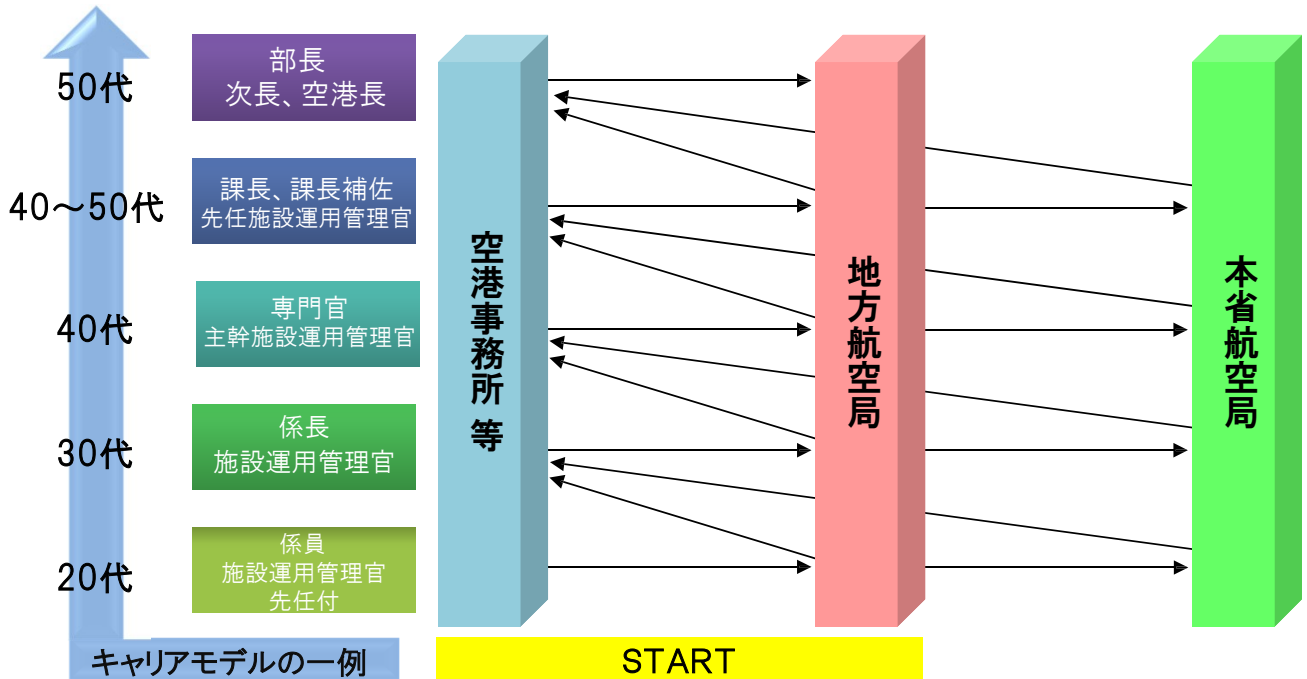 50代
部長
次長、空港長
40～50代
課長、課長補佐
先任施設運用管理官
40代
専門官
主幹施設運用管理官
30代
係長
施設運用管理官
20代
係員
施設運用管理官
先任付
空港事務所 等
地方航空局
本省航空局
キャリアモデルの一例
START